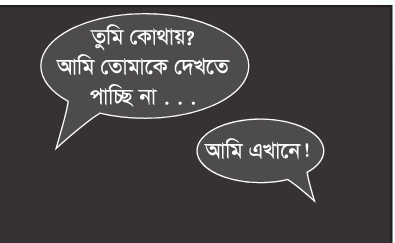 তুমি কোথায়?
আমি তোমাকে দেখতে
পাচ্ছি না . . .
আমি এখানে!